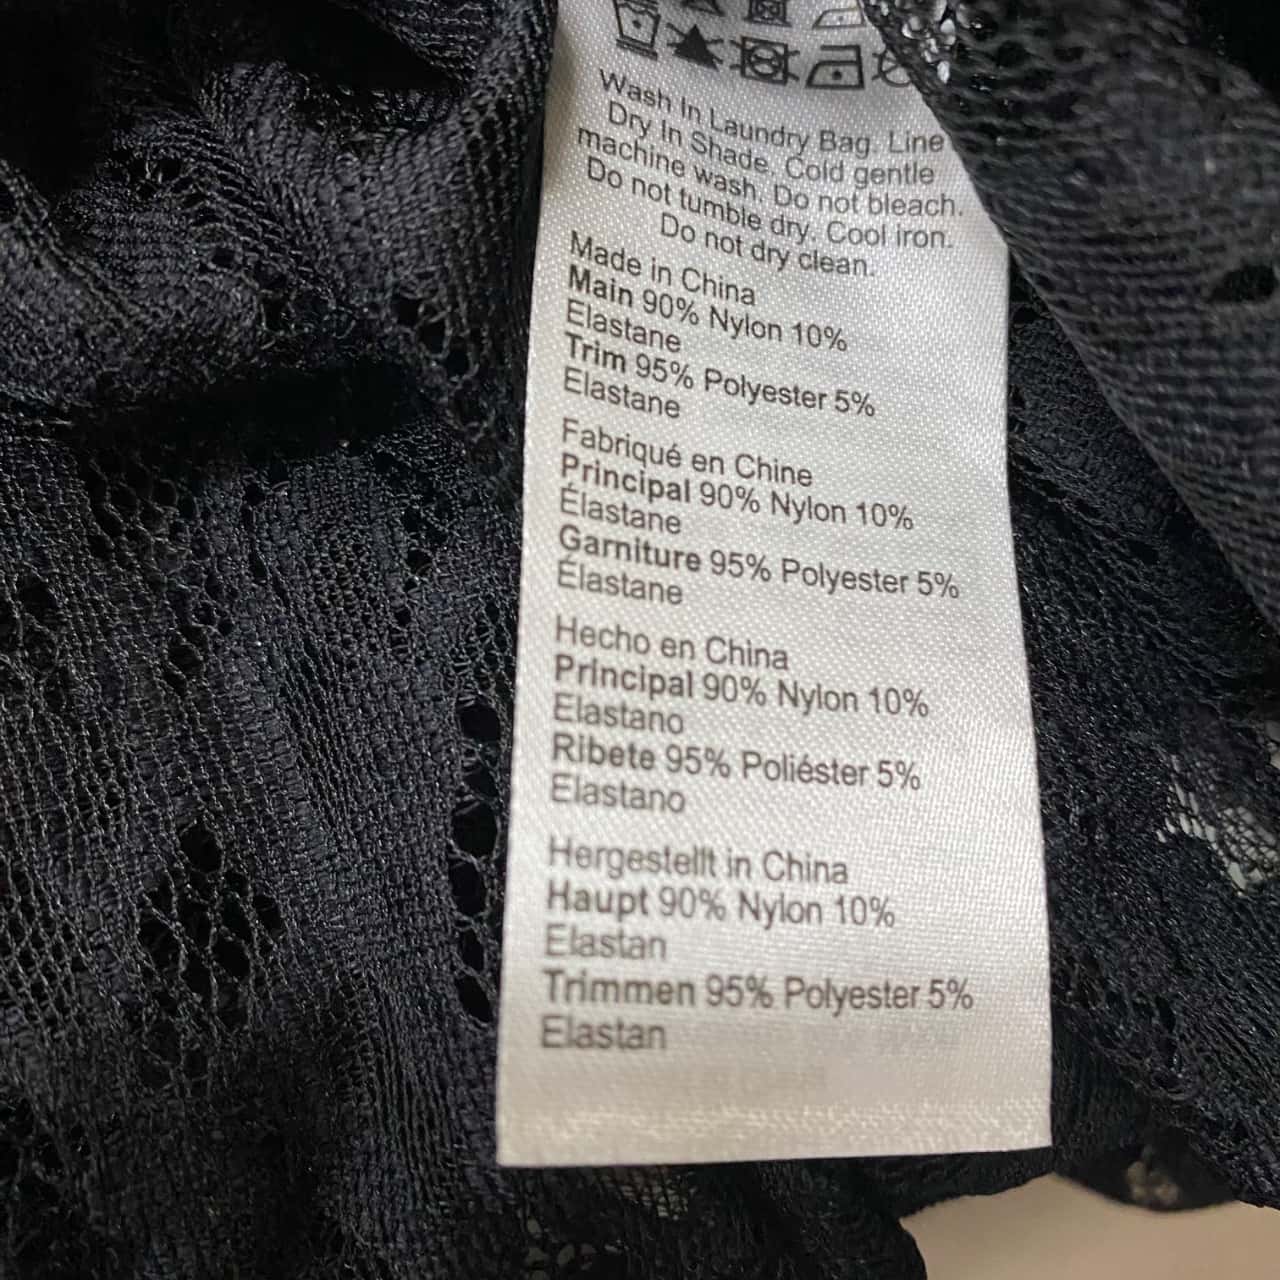 Wash In Laundry Bag. Line
Dry In Shade. Cold gentle
machine wash. Do not bleach.
Do not tumble dry. Cool iron.
Do not dry clean.
Made in China
Main 90% Nylon 10%
Elastane
Trim 95% Polyester 5%
Elastane
Fabriqué en Chine
Principal 90% Nylon 10%
Élastane
Garniture 95% Polyester 5%
Élastane
Hecho en China
Principal 90% Nylon 10%
Elastano
Ribete 95% Poliéster 5%
Elastano
Hergestellt in China
Haupt 90% Nylon 10%
Elastan
Trimmen 95% Polyester 5%
Elastan